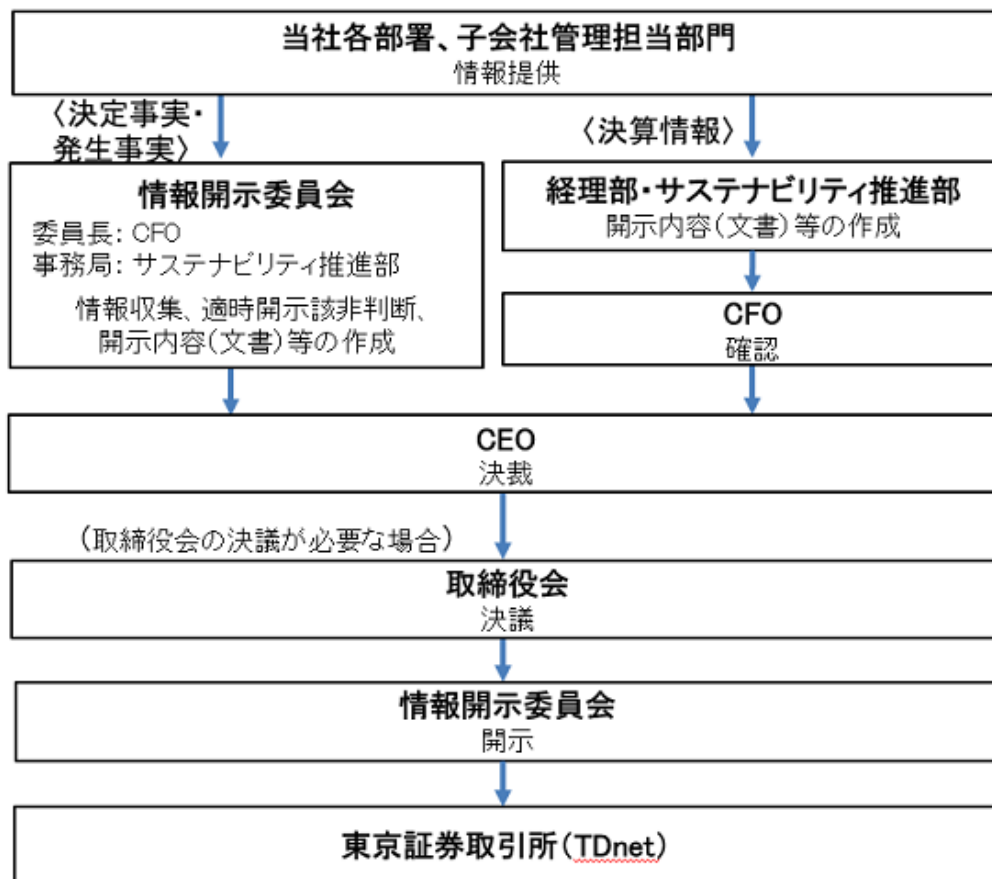 当社各部署、子会社管理担当部門
情報提供
〈決定事実・
発生事実〉
〈決算情報〉
情報開示委員会
委員長：CFO
事務局：サステナビリティ推進部
情報収集、適時開示該非判断、
開示内容(文書)等の作成
経理部・サステナビリティ推進部
開示内容(文書)等の作成
CFO
確認
CEO
決裁
(取締役会の決議が必要な場合)
取締役会
決議
情報開示委員会
開示
東京証券取引所(TDnet)